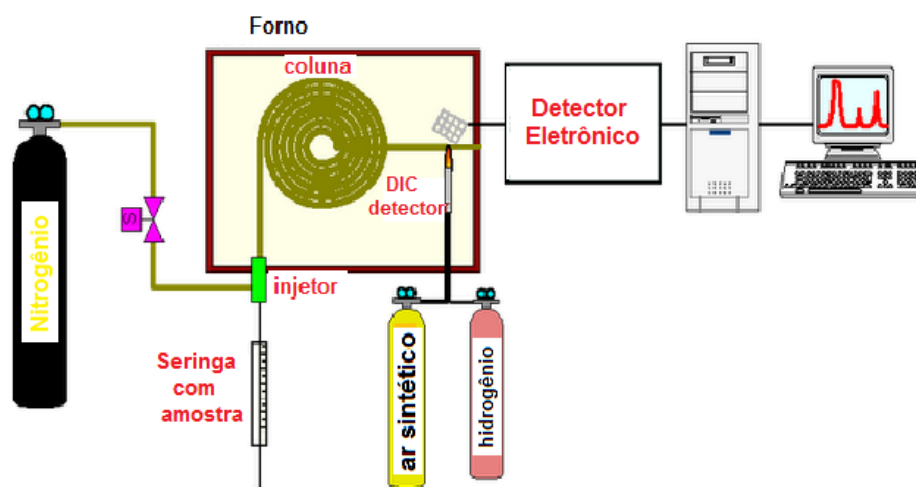 Forno
coluna
Detector
Eletrônico
DIC
detector
S
Nitrogênio
injetor
Seringa
com
amostra
ar sintético
hidrogênio